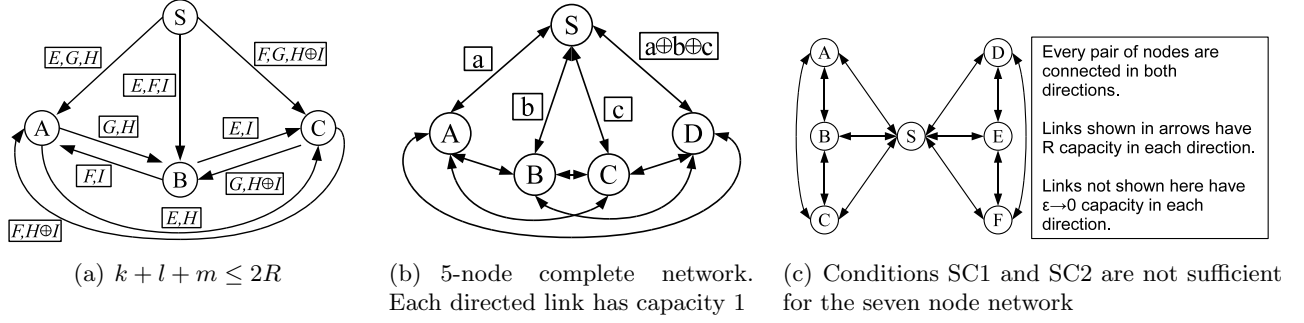 S
E,G,H
E,F,I
F,G,H⊕I
A
G,H
E,I
C
F,I
B
G,H⊕I
E,H
F,H⊕I
(a) k + l + m ≤ 2R
S
a
a⊕b⊕c
b
c
A
B
C
D
(b) 5-node complete network.
Each directed link has capacity 1
A
D
B
S
E
C
F
Every pair of nodes are
connected in both
directions.
Links shown in arrows have
R capacity in each direction.
Links not shown here have
ε→0 capacity in each
direction.
(c) Conditions SC1 and SC2 are not sufficient
for the seven node network